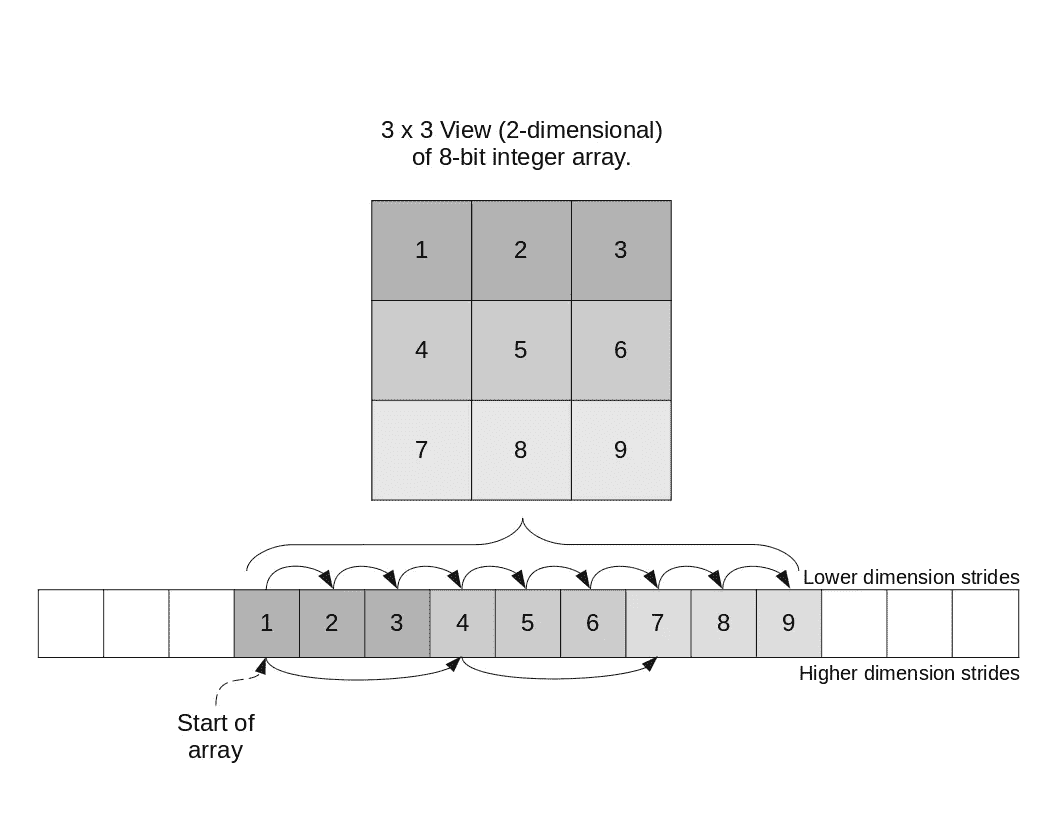 3 x 3 View (2-dimensional)
of 8-bit integer array.
1 2 3
4 5 6
7 8 9
Lower dimension strides
1 2 3 4 5 6 7 8 9
Higher dimension strides
Start of
array